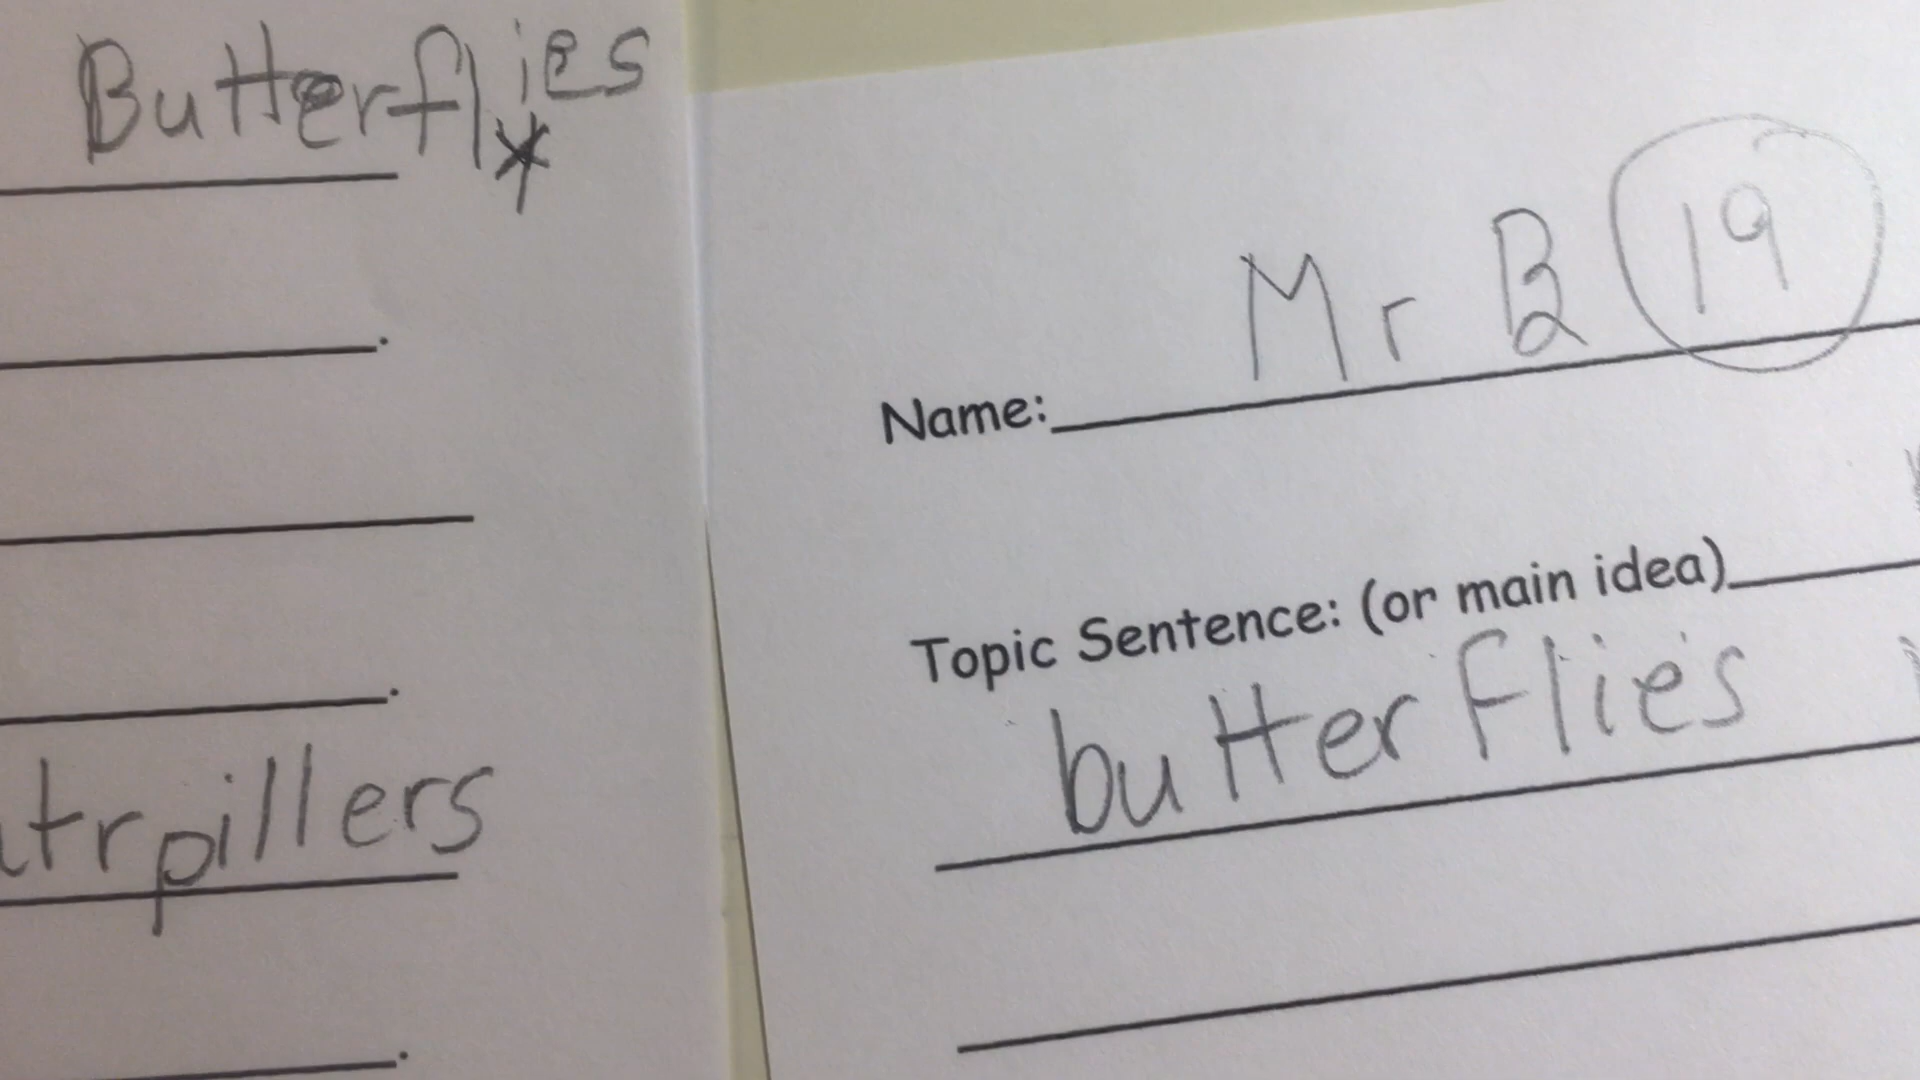 Butterflies
trpillers
Mr B 19
Name:
Topic Sentence: (or main idea)
butterflies